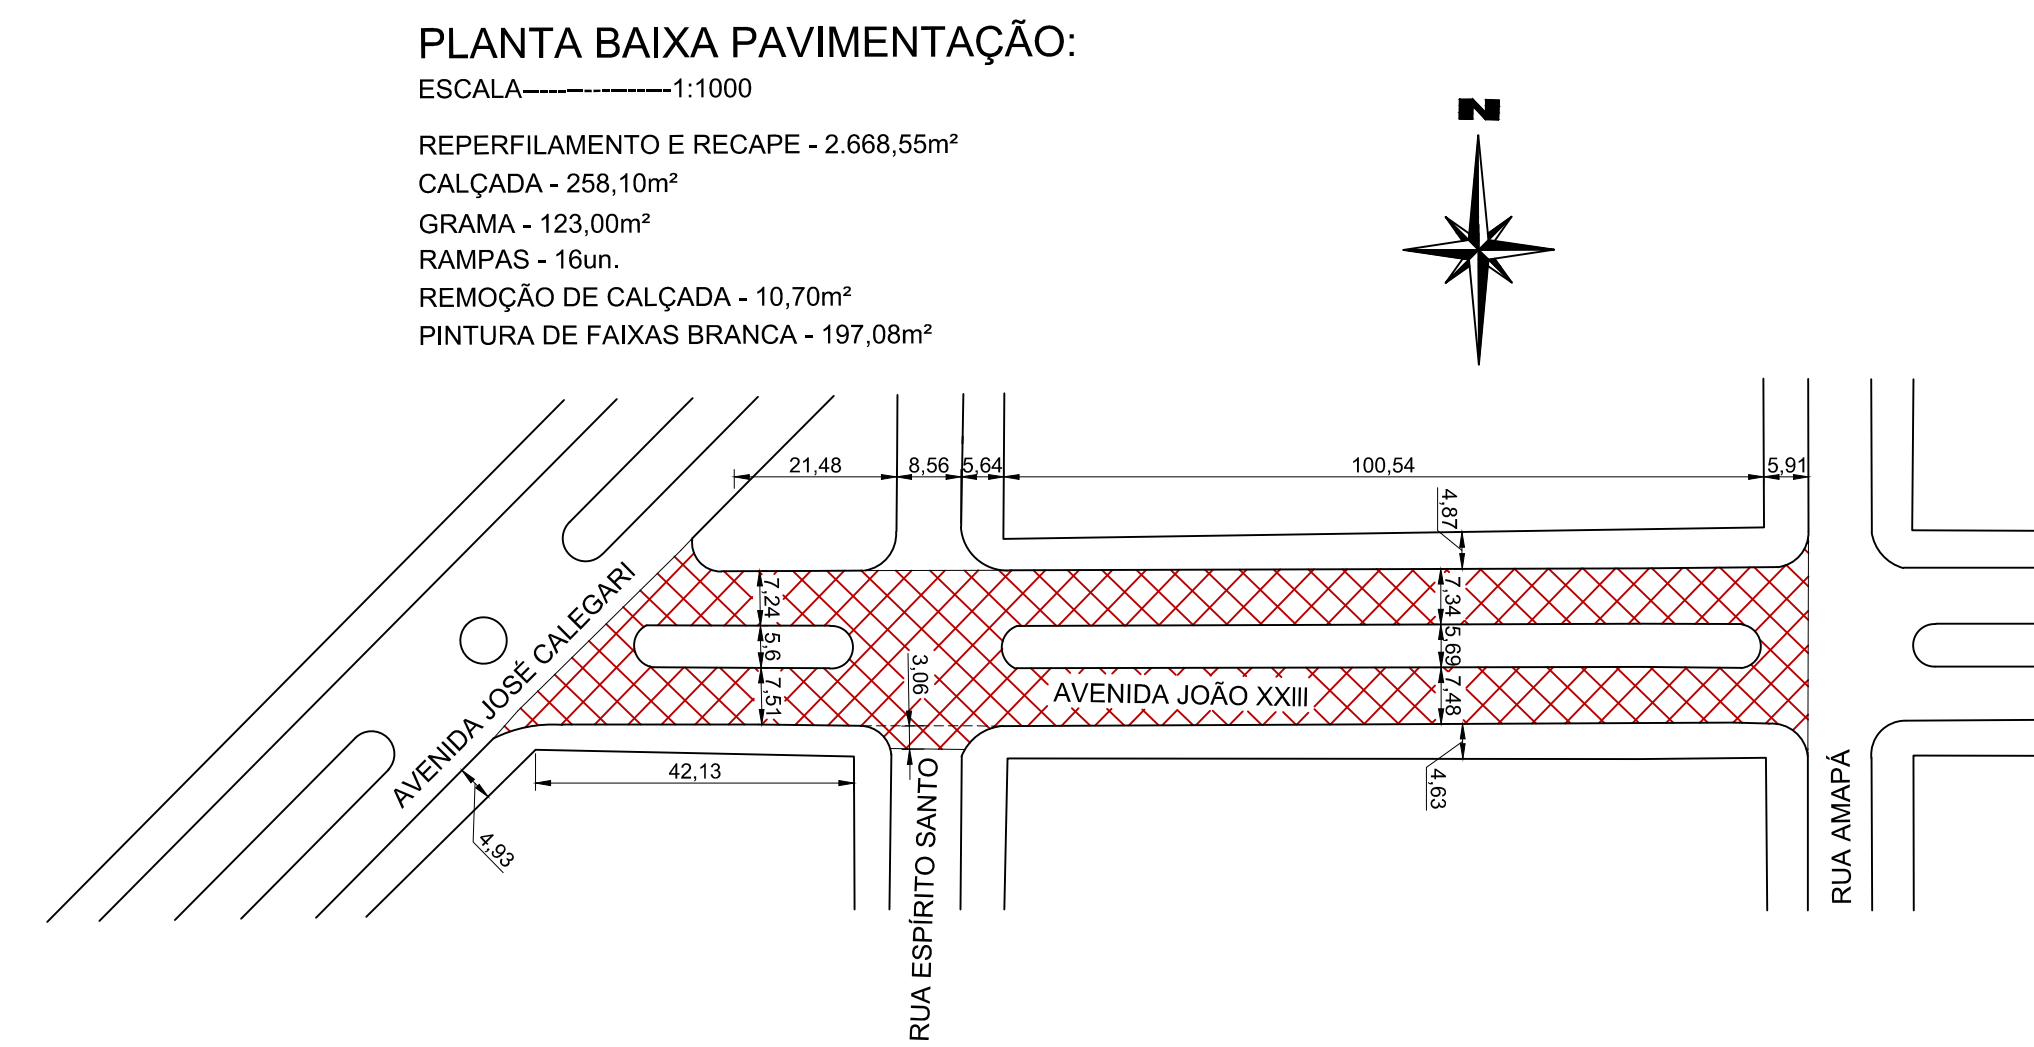 PLANTA BAIXA PAVIMENTAÇÃO:
ESCALA----------------1:1000
REPERFILAMENTO E RECAPE - 2.668,55m²
CALÇADA - 258,10m²
GRAMA - 123,00m²
RAMPAS - 16un.
REMOÇÃO DE CALÇADA - 10,70m²
PINTURA DE FAIXAS BRANCA - 197,08m²
N
21,48
8,56
5,64
100,54
5,91
4,87
7,24
5,6
7,51
3,06
7,34
5,69
7,48
AVENIDA JOÃO XXIII
AVENIDA JOSÉ CALEGARI
42,13
4,63
4,93
RUA ESPÍRITO SANTO
RUA AMAPÁ